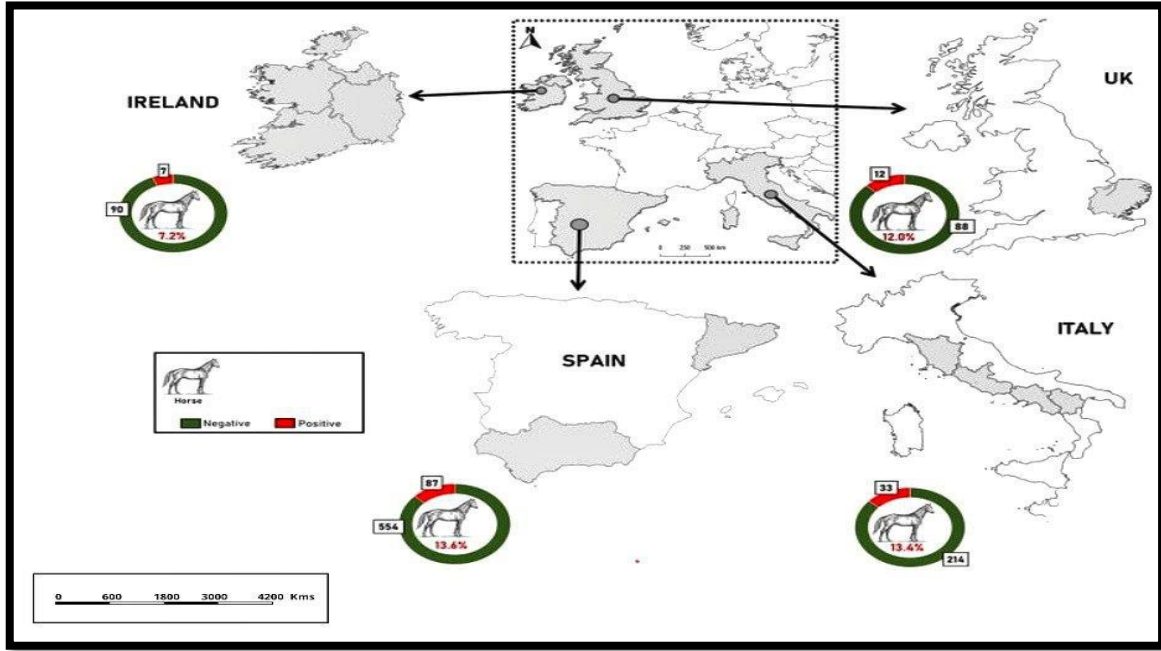 N
IRELAND
UK
7
90
7.2%
12
88
12.0%
0 250 500 km
SPAIN
ITALY
Horse
Negative Positive
87
554
13.6%
33
214
13.4%
0 600 1800 3000 4200 Kms